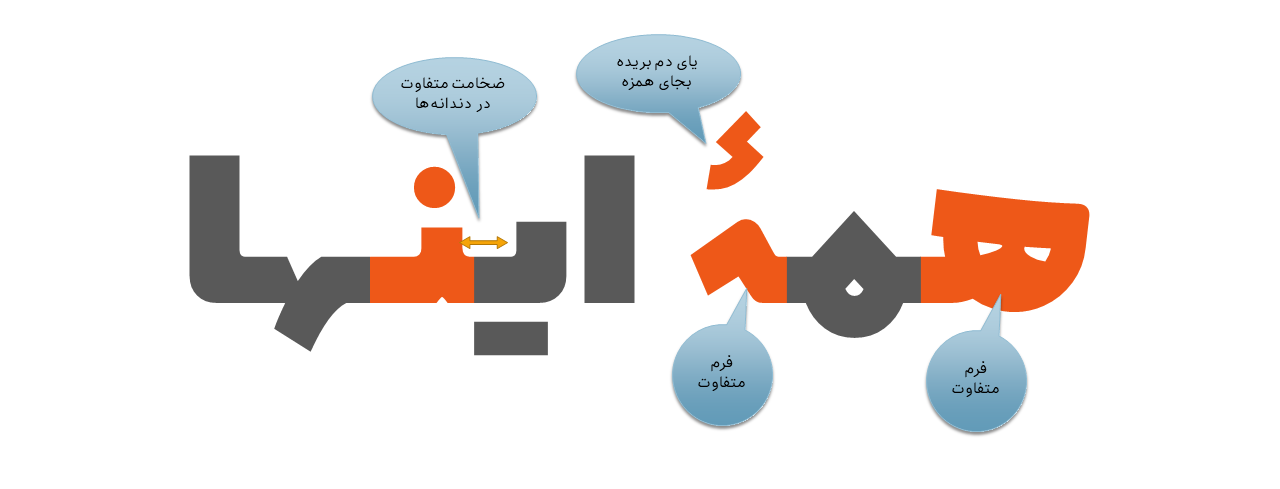 یای دم بریده
بجای همزه
ضخامت متفاوت
در دندانه‌ها
همهٔ اینها
فرم
متفاوت
فرم
متفاوت